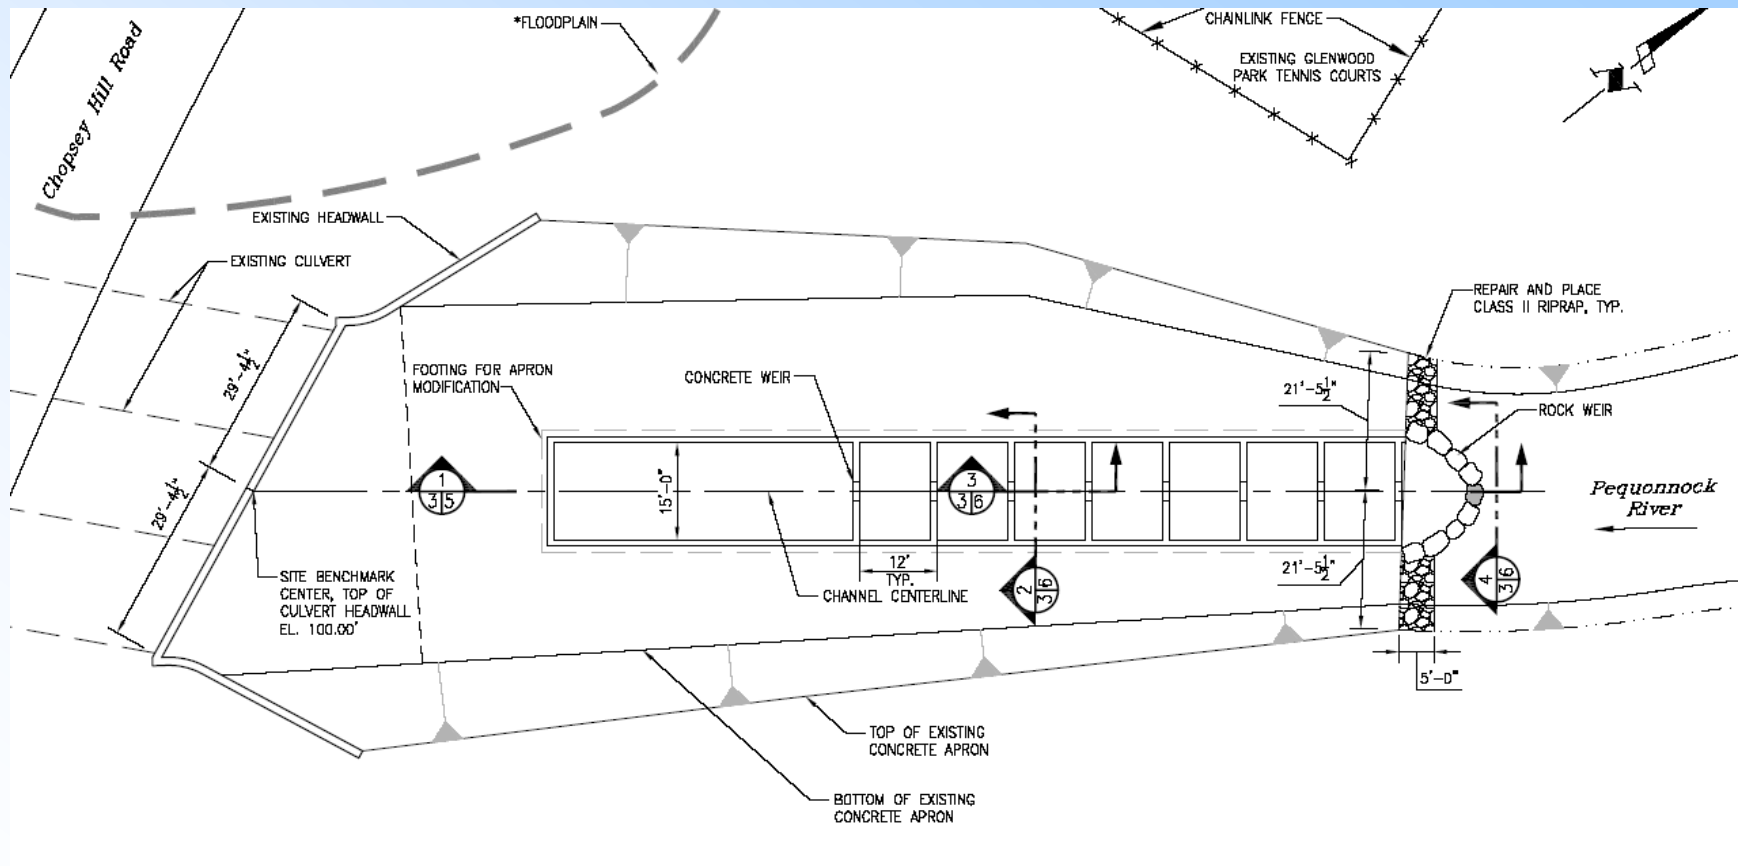 *FLOODPLAIN
CHAINLINK FENCE
EXISTING GLENWOOD
PARK TENNIS COURTS
Chopsey Hill Road
EXISTING HEADWALL
EXISTING CULVERT
REPAIR AND PLACE
CLASS II RIPRAP, TYP.
29'-4½"
FOOTING FOR APRON
MODIFICATION
CONCRETE WEIR
21'-5½"
ROCK WEIR
1
3 5
15'-0"
3
3 6
Pequonnock
River
29'-4½"
12'
TYP.
21'-5½"
SITE BENCHMARK
CENTER, TOP OF
CULVERT HEADWALL
EL. 100.00'
CHANNEL CENTERLINE
2
3 5
4
3 6
5'-0"
TOP OF EXISTING
CONCRETE APRON
BOTTOM OF EXISTING
CONCRETE APRON